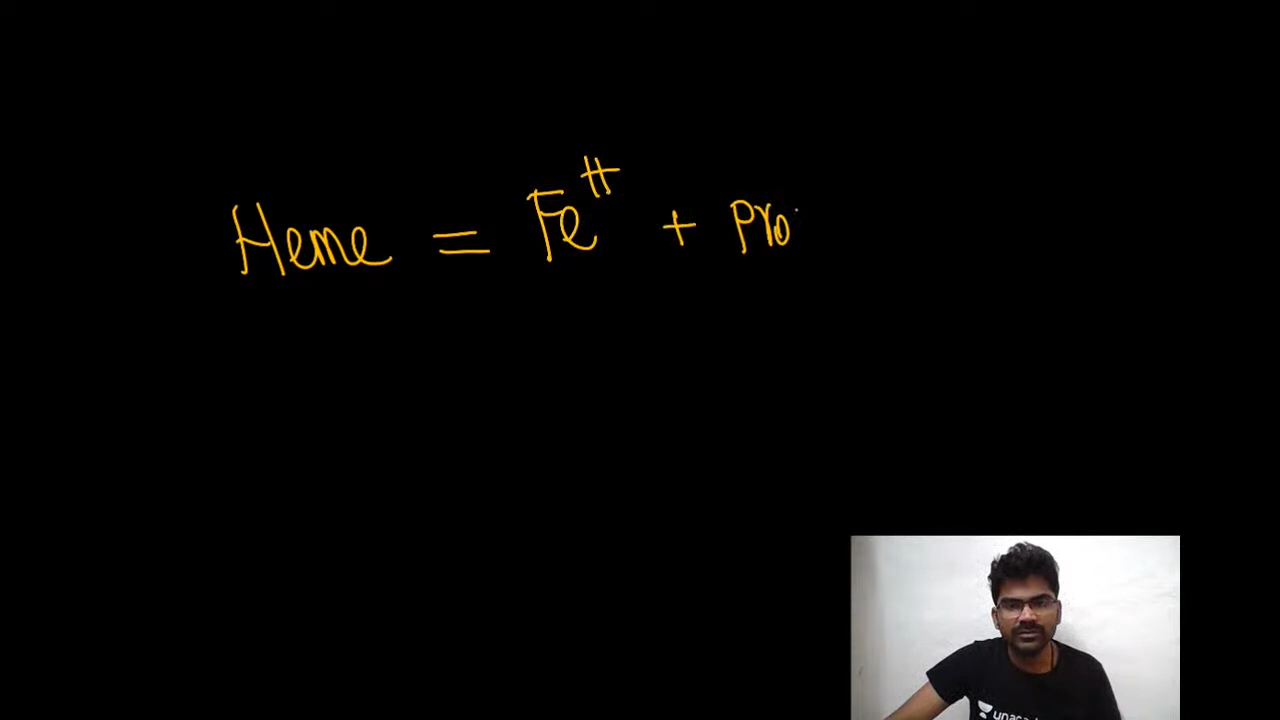 Heme = Fe++ + Pro